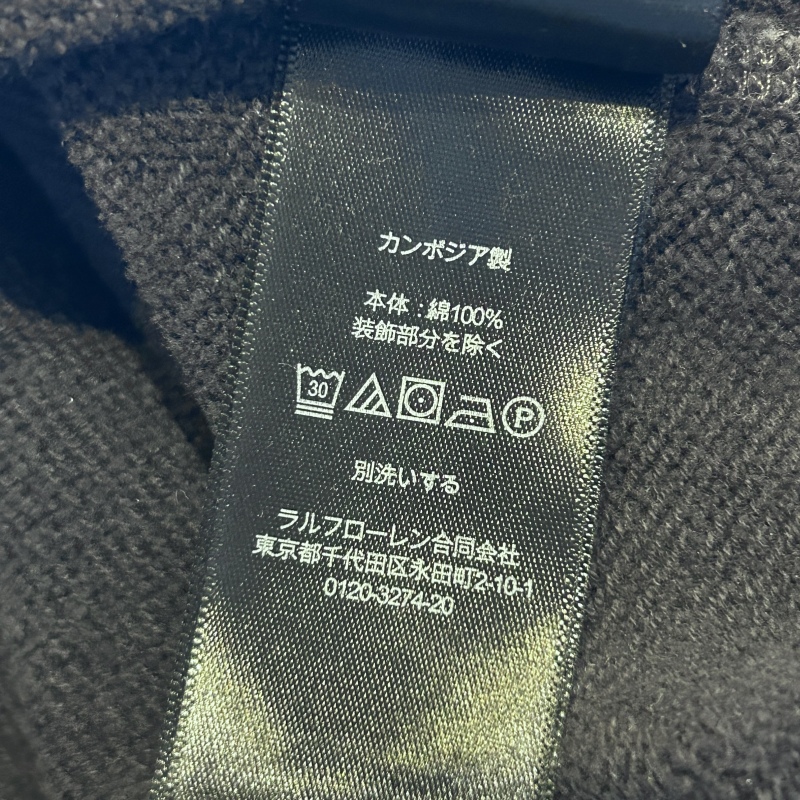 カンボジア製
本体：綿100%
装飾部分を除く
30
P
別洗いする
ラルフローレン合同会社
東京都千代田区永田町2-10-1
0120-3274-20